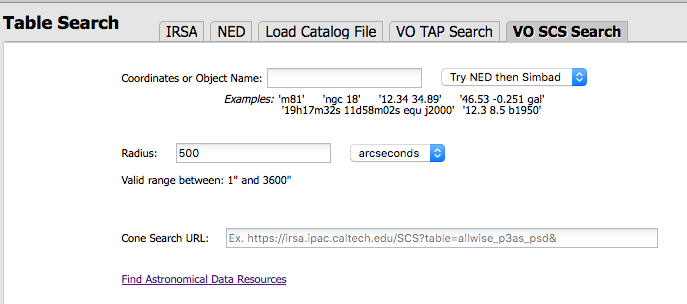 Table Search
IRSA NED Load Catalog File VO TAP Search VO SCS Search
Coordinates or Object Name: Try NED then Simbad
Examples: 'm81' 'ngc 18' '12.34 34.89' '46.53 -0.251 gal'
'19h17m32s 11d58m02s equ j2000' '12.3 8.5 b1950'
Radius: 500 arcseconds
Valid range between: 1" and 3600"
Cone Search URL: Ex. https://irsa.ipac.caltech.edu/SCS?table=allwise_p3as_psd&
Find Astronomical Data Resources